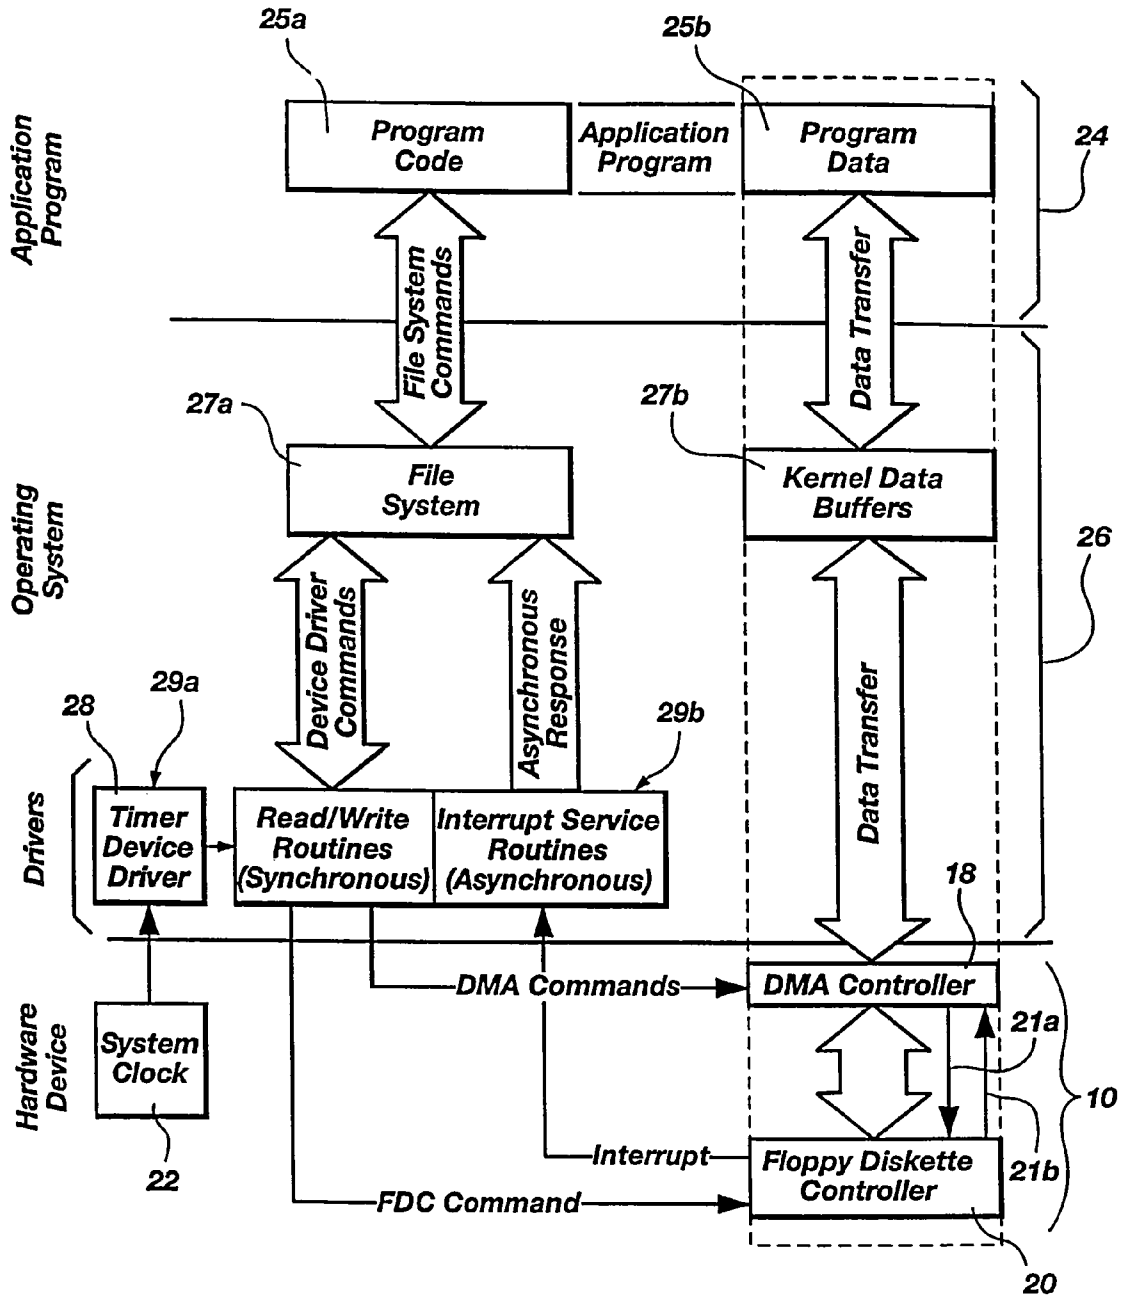 25a
25b
Application
Program
Program
Code
Application
Program
Program
Data
24
File System
Commands
Data Transfer
27a
27b
File
System
Kernel Data
Buffers
Operating
System
26
Device Driver
Commands
Asynchronous
Response
Data Transfer
28
29a
29b
Drivers
Timer
Device
Driver
Read/Write
Routines
(Synchronous)
Interrupt Service
Routines
(Asynchronous)
18
DMA Commands
DMA Controller
Hardware
Device
System
Clock
21a
10
22
Interrupt
Floppy Diskette
Controller
21b
FDC Command
20